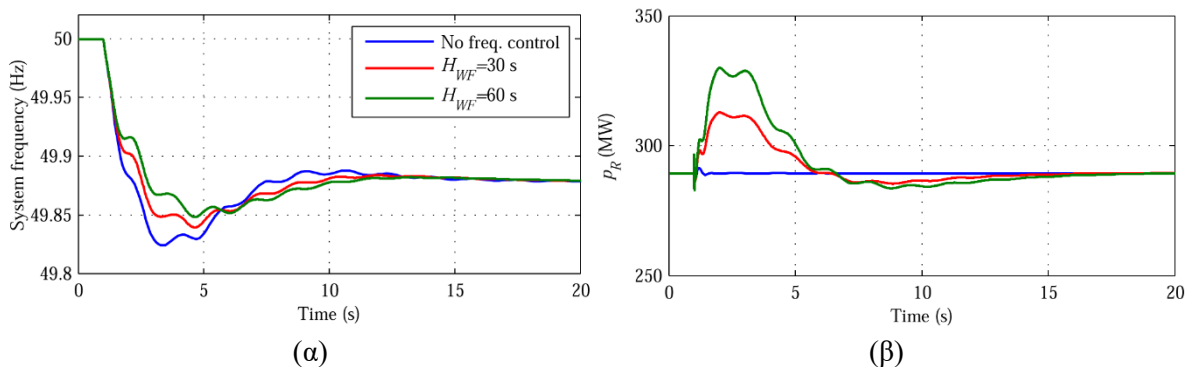 System frequency (Hz)
50
49.95
49.9
49.85
49.8
0
5
10
15
20
Time (s)
No freq. control
H_WF=30 s
H_WF=60 s
(α)
p_R (MW)
350
300
250
0
5
10
15
20
Time (s)
(β)